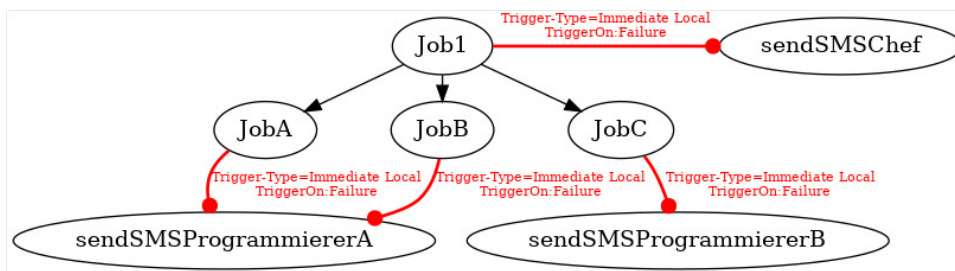 Trigger-Type=Immediate Local
TriggerOn:Failure
Job1
sendSMSChef
JobA
JobB
JobC
Trigger-Type=Immediate Local
TriggerOn:Failure
Trigger-Type=Immediate Local
TriggerOn:Failure
Trigger-Type=Immediate Local
TriggerOn:Failure
sendSMSProgrammiererA
sendSMSProgrammiererB